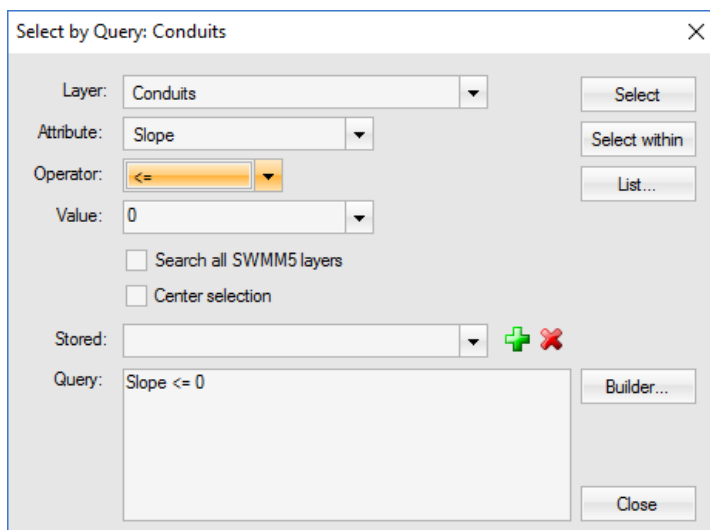 Select by Query: Conduits
Layer: Conduits Select
Attribute: Slope Select within
Operator: <= List...
Value: 0
Search all SWMM5 layers
Center selection
Stored:
Query: Slope <= 0 Builder...
Close